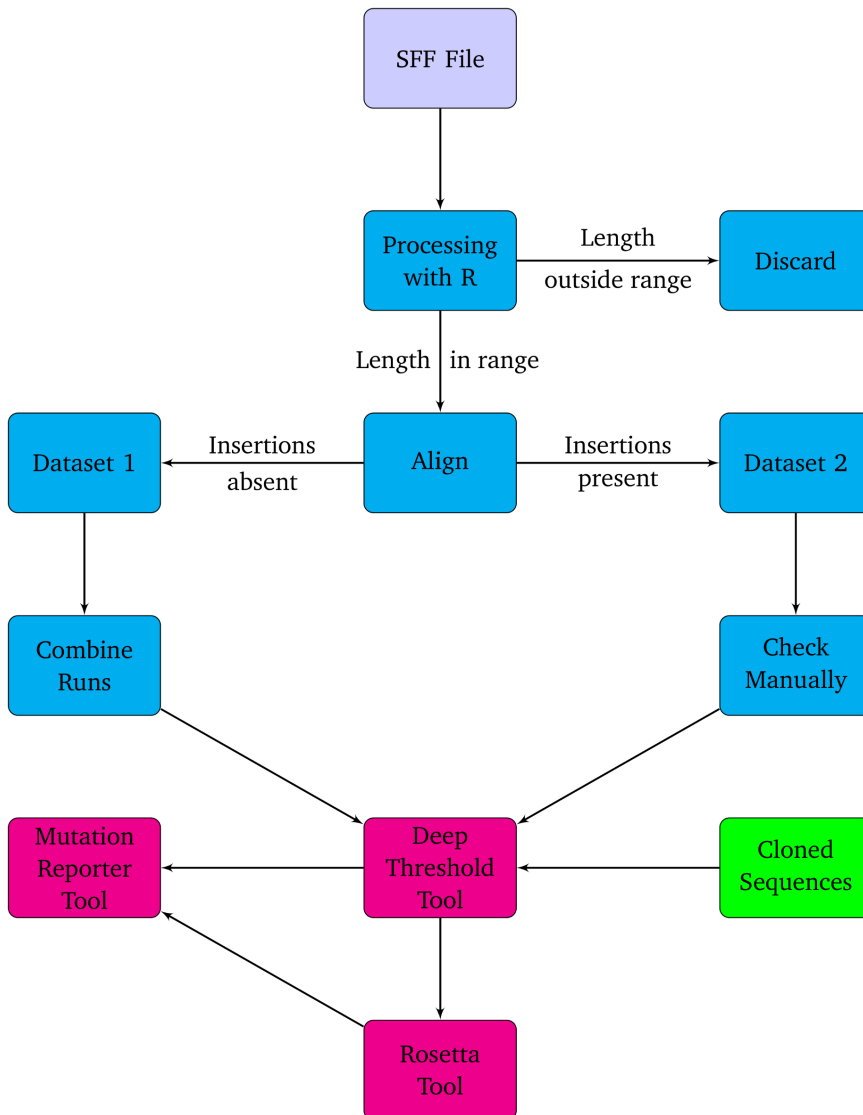 SFF File
Processing
with R
Length
outside range
Discard
Length in range
Dataset 1
Insertions
absent
Align
Insertions
present
Dataset 2
Combine
Runs
Check
Manually
Mutation
Reporter
Tool
Deep
Threshold
Tool
Cloned
Sequences
Rosetta
Tool